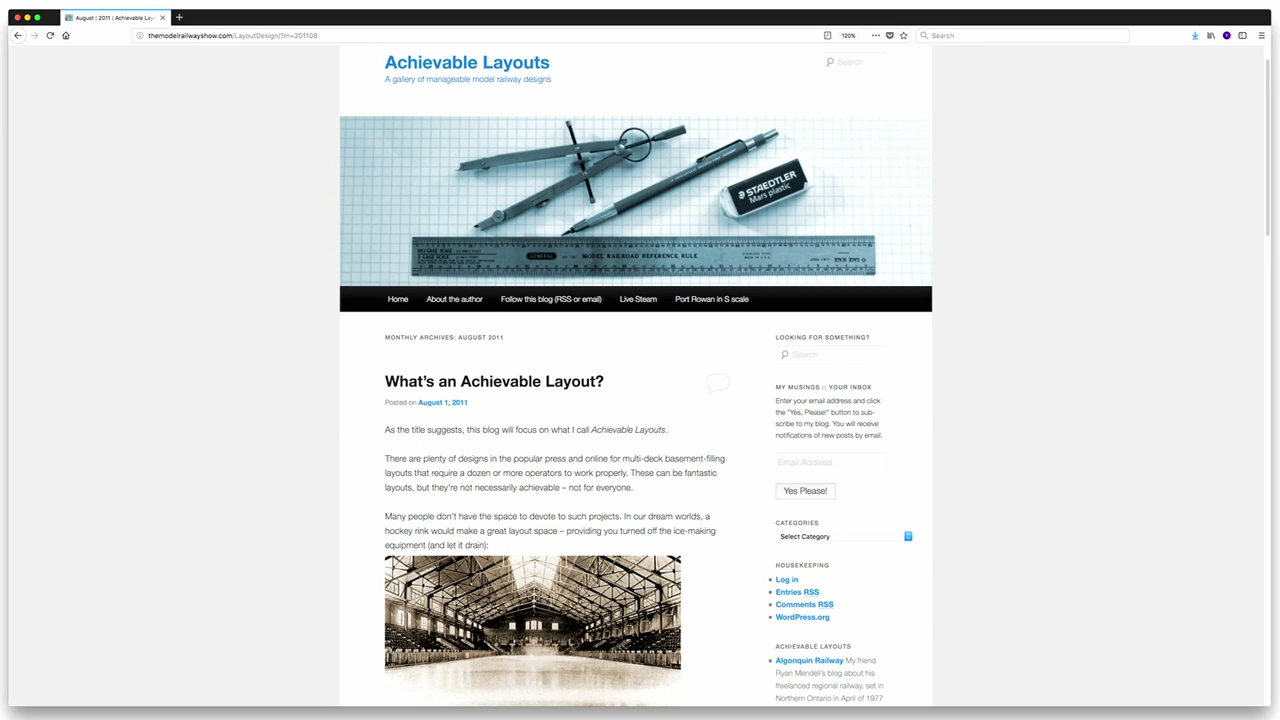 August | 2011 | Achievable Lay
themodelrailwayshow.com/LayoutDesign/?m=201108
120%
Search
Achievable Layouts
A gallery of manageable model railway designs
Search
STAEDTLER
Mars plastic
GENERAL
MODEL RAILROAD REFERENCE RULE
Home
About the author
Follow this blog (RSS or email)
Live Steam
Port Rowan in S scale
MONTHLY ARCHIVES: AUGUST 2011
What's an Achievable Layout?
Posted on August 1, 2011
As the title suggests, this blog will focus on what I call Achievable Layouts.
There are plenty of designs in the popular press and online for multi-deck basement-filling
layouts that require a dozen or more operators to work properly. These can be fantastic
layouts, but they're not necessarily achievable – not for everyone.
Many people don't have the space to devote to such projects. In our dream worlds, a
hockey rink would make a great layout space – providing you turned off the ice-making
equipment (and let it drain):
LOOKING FOR SOMETHING?
Search
MY MUSINGS :: YOUR INBOX
Enter your email address and click
the "Yes, Please!" button to sub-
scribe to my blog. You will receive
notifications of new posts by email.
Email Address
Yes Please!
CATEGORIES
Select Category
HOUSEKEEPING
Log in
Entries RSS
Comments RSS
WordPress.org
ACHIEVABLE LAYOUTS
Algonquin Railway My friend
Ryan Mendell's blog about his
freelanced regional railway, set in
Northern Ontario in April of 1977